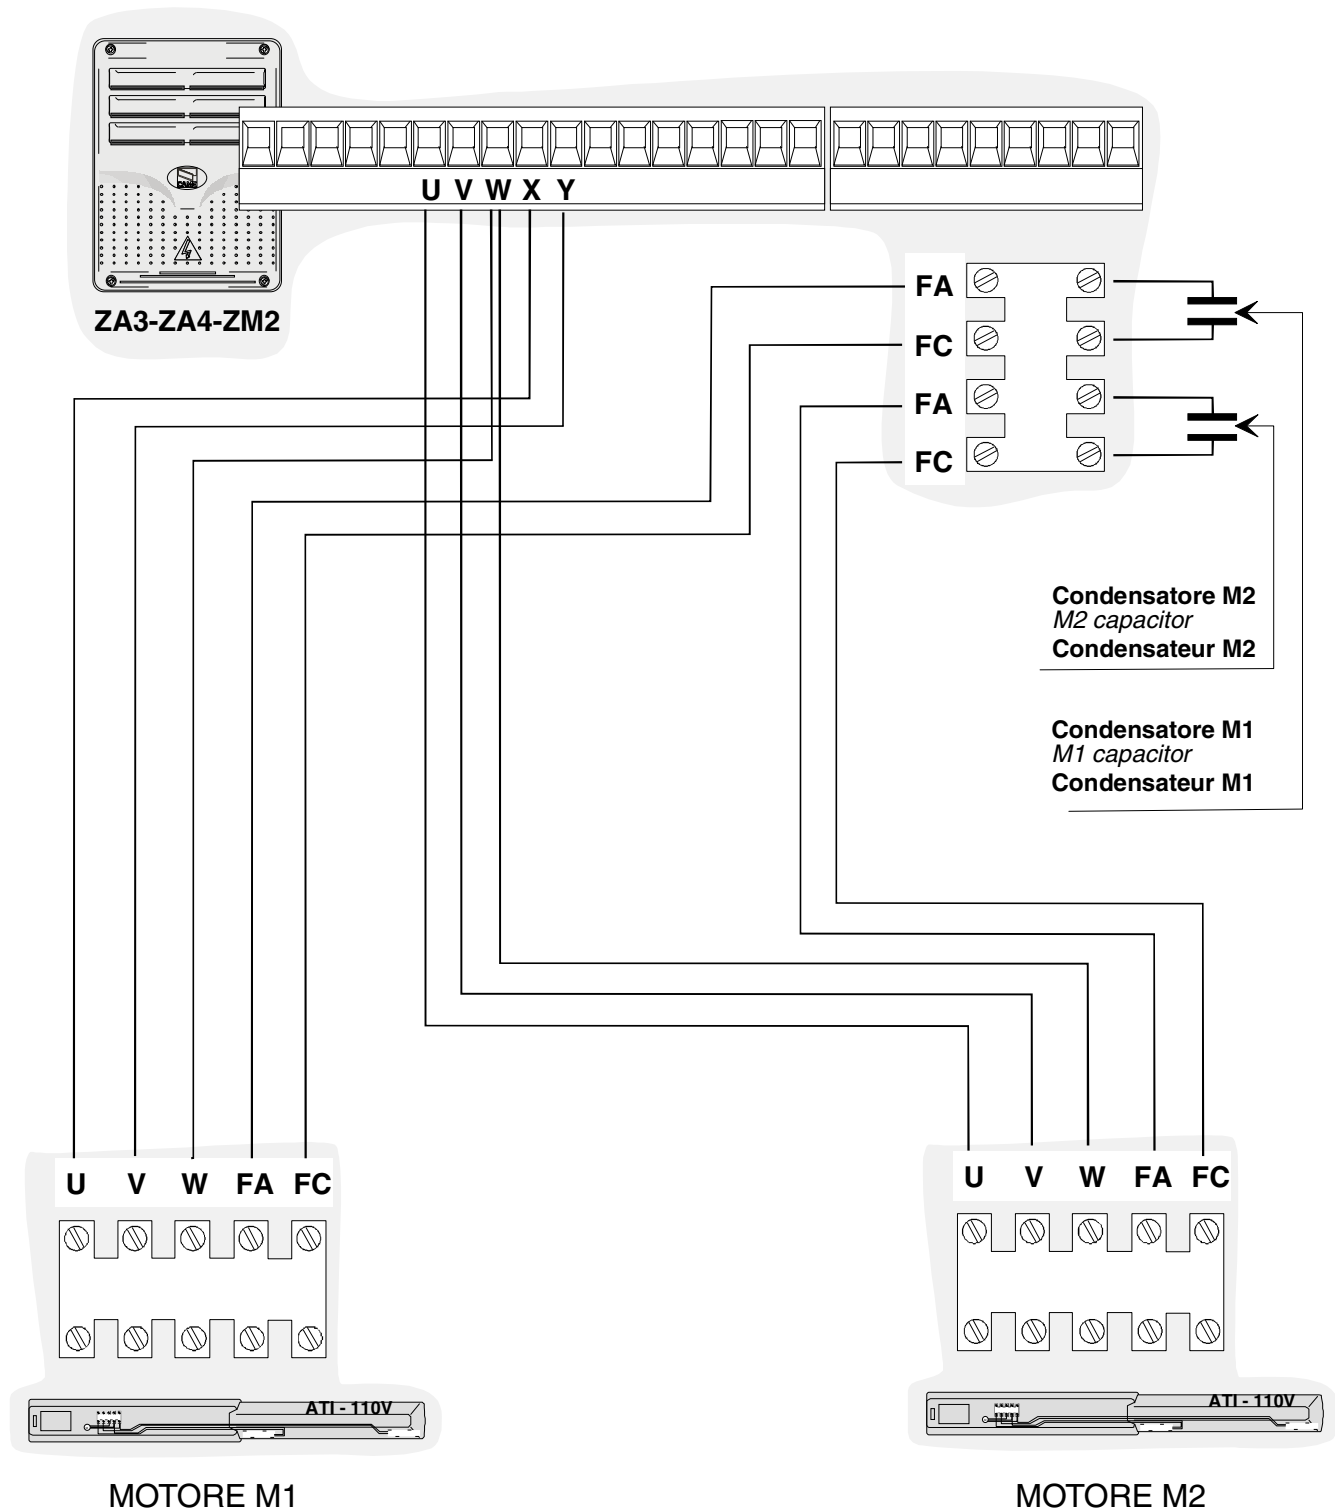 U V W X Y
ZA3-ZA4-ZM2
FA
FC
FA
FC
Condensatore M2
M2 capacitor
Condensateur M2
Condensatore M1
M1 capacitor
Condensateur M1
U V W FA FC
U V W FA FC
ATI - 110V
ATI - 110V
MOTORE M1
MOTORE M2